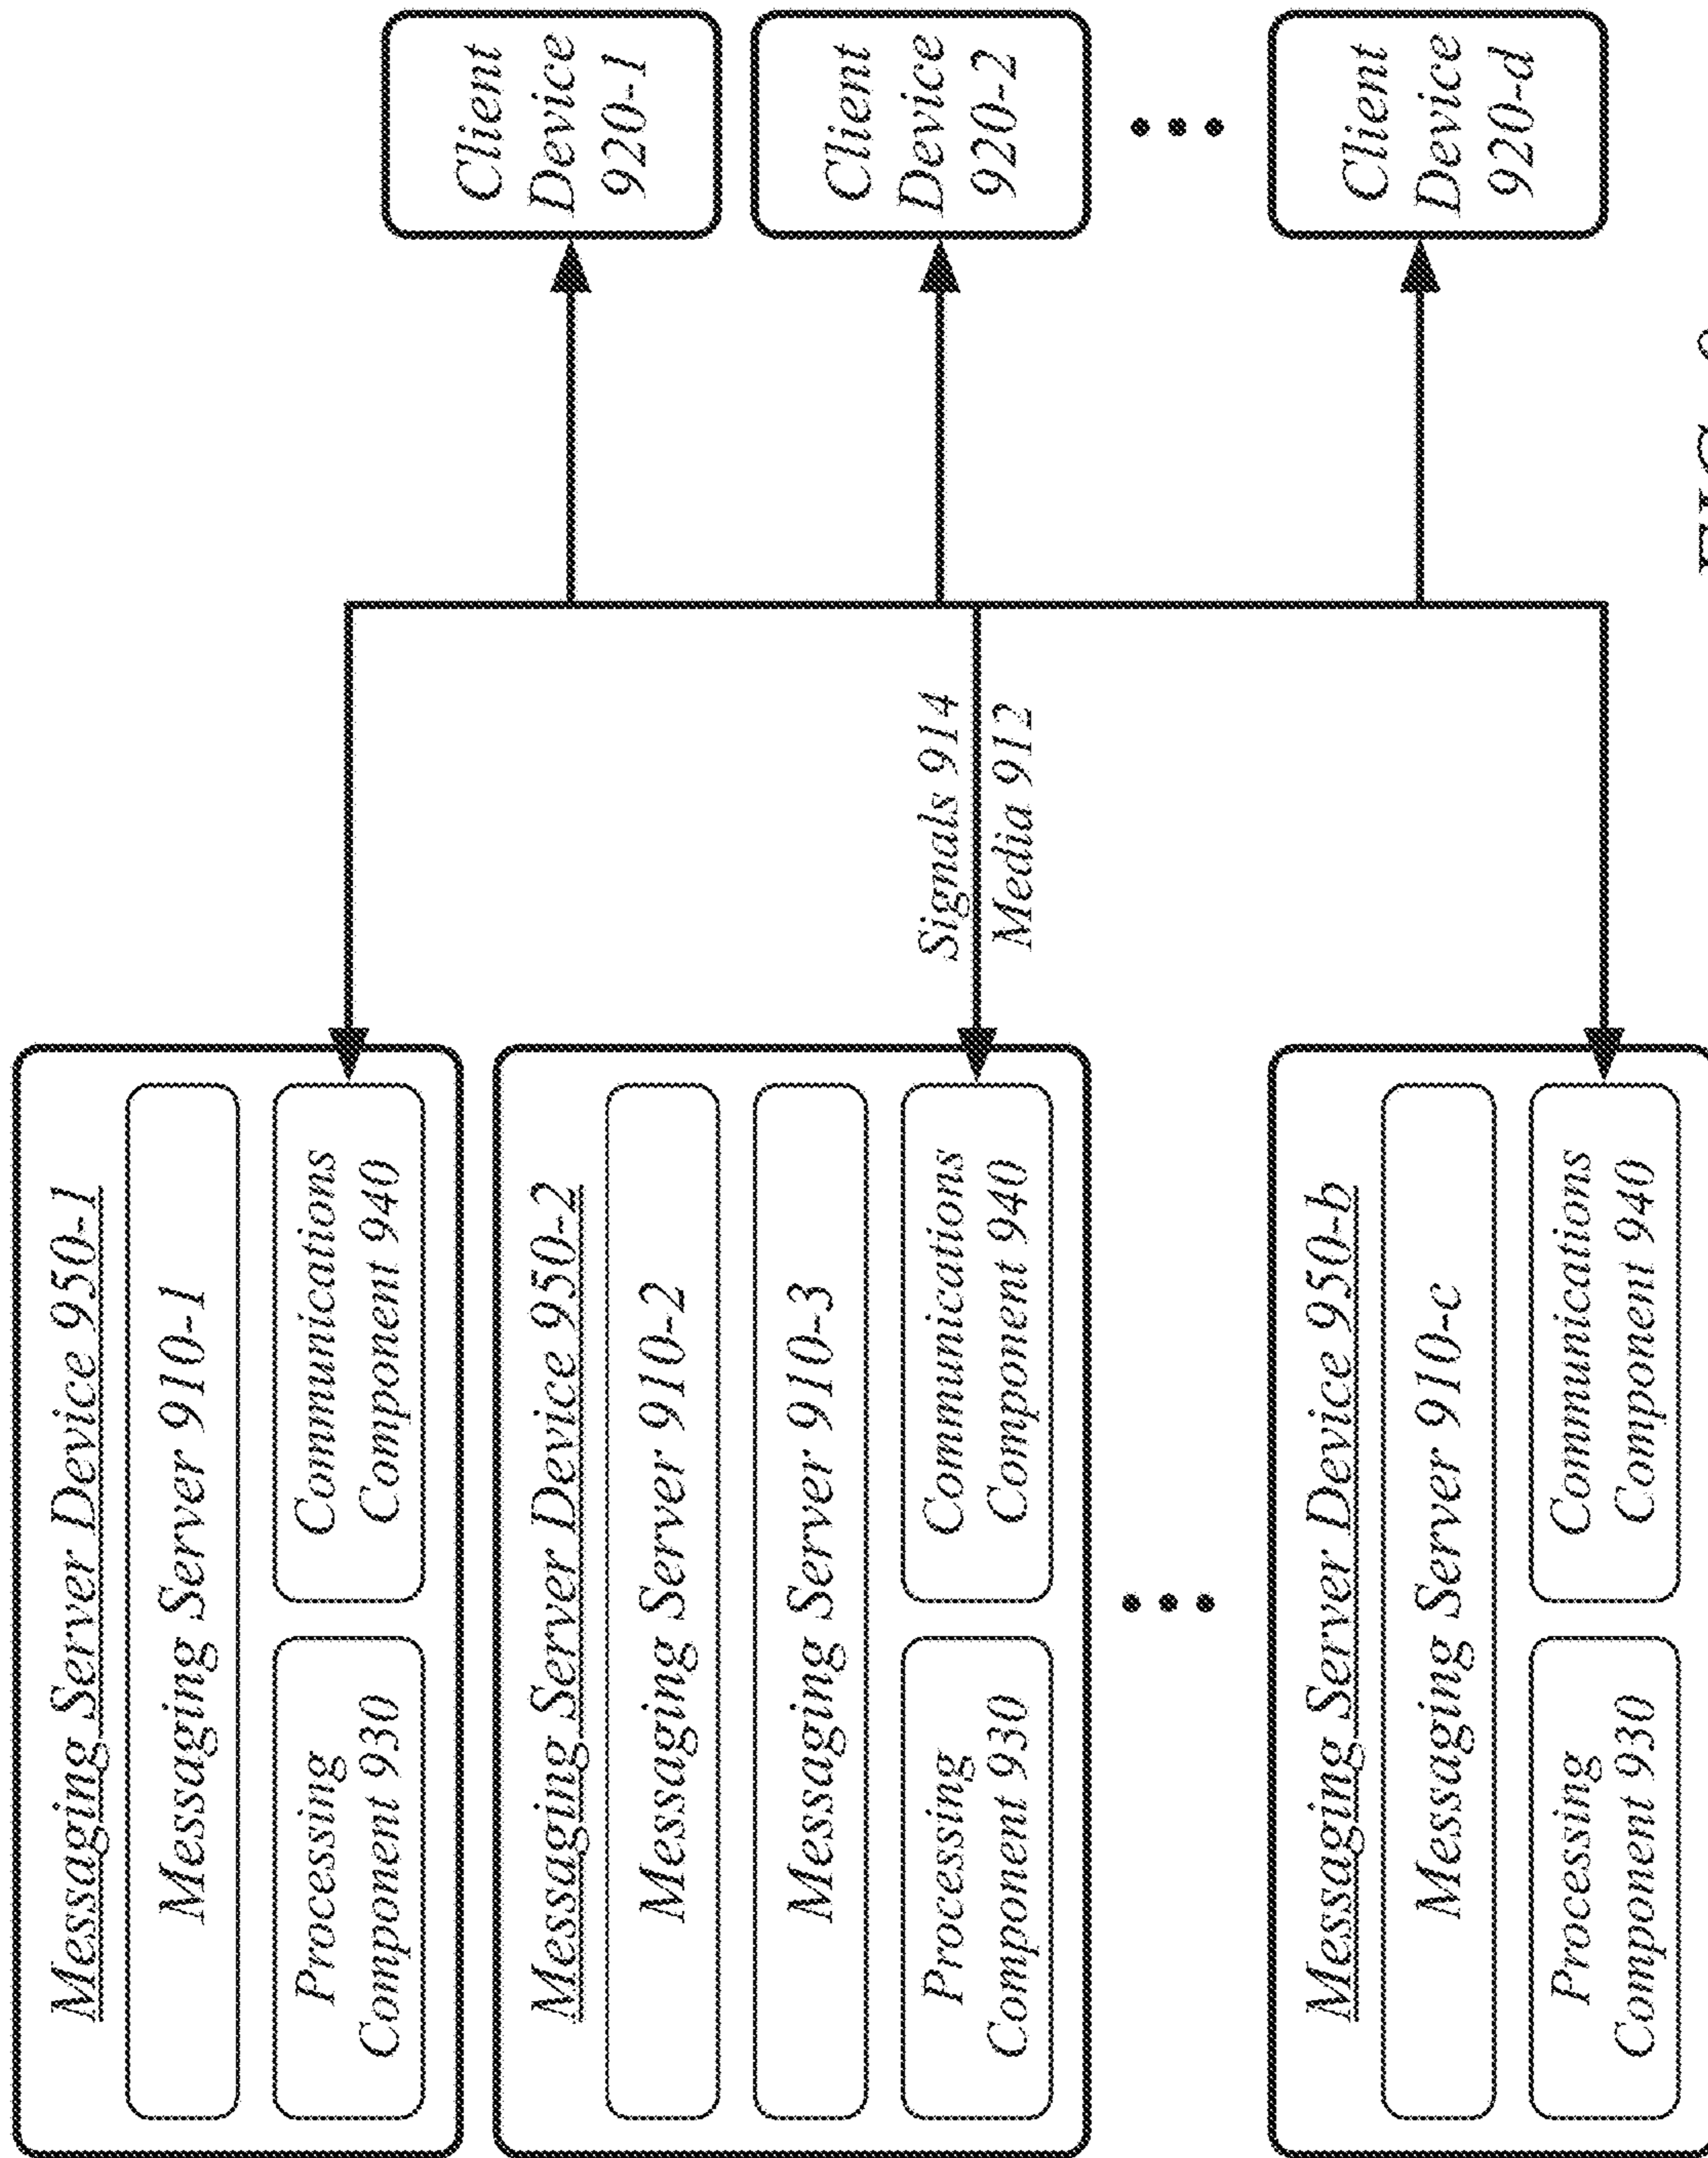 Messaging Server Device 950-1
Messaging Server 910-1
Processing
Component 930
Communications
Component 940
Messaging Server Device 950-2
Messaging Server 910-2
Messaging Server 910-3
Processing
Component 930
Communications
Component 940
Messaging Server Device 950-b
Messaging Server 910-c
Processing
Component 930
Communications
Component 940
Signals 914
Media 912
Client
Device
920-1
Client
Device
920-2
Client
Device
920-d